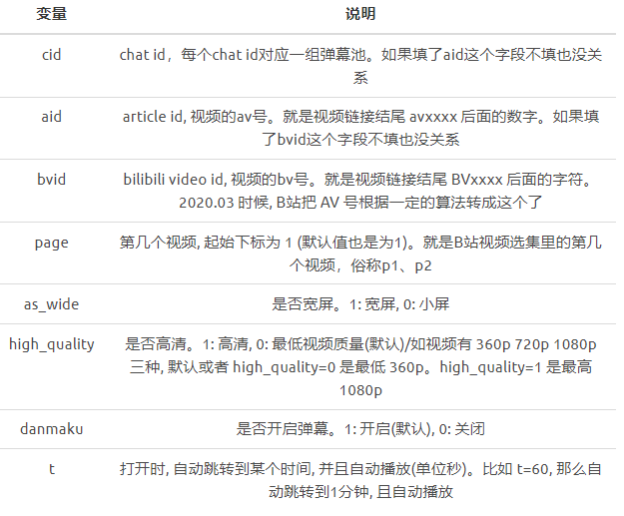 变量 说明
cid chat id，每个chat id对应一组弹幕池。如果填了aid这个字段不填也没关
系
aid article id, 视频的av号。就是视频链接结尾 avxxxx 后面的数字。如果填
了bvid这个字段不填也没关系
bvid bilibili video id, 视频的bv号。就是视频链接结尾 BVxxxx 后面的字符。
2020.03 时候, B站把 AV 号根据一定的算法转成这个了
page 第几个视频, 起始下标为 1 (默认值也是为1)。就是B站视频选集里的第几
个视频，俗称p1、p2
as_wide 是否宽屏。1: 宽屏, 0: 小屏
high_quality 是否高清。1: 高清, 0: 最低视频质量(默认)/如视频有 360p 720p 1080p
三种, 默认或者 high_quality=0 是最低 360p。high_quality=1 是最高
1080p
danmaku 是否开启弹幕。1: 开启(默认), 0: 关闭
t 打开时, 自动跳转到某个时间, 并且自动播放(单位秒)。比如 t=60, 那么自
动跳转到1分钟, 且自动播放